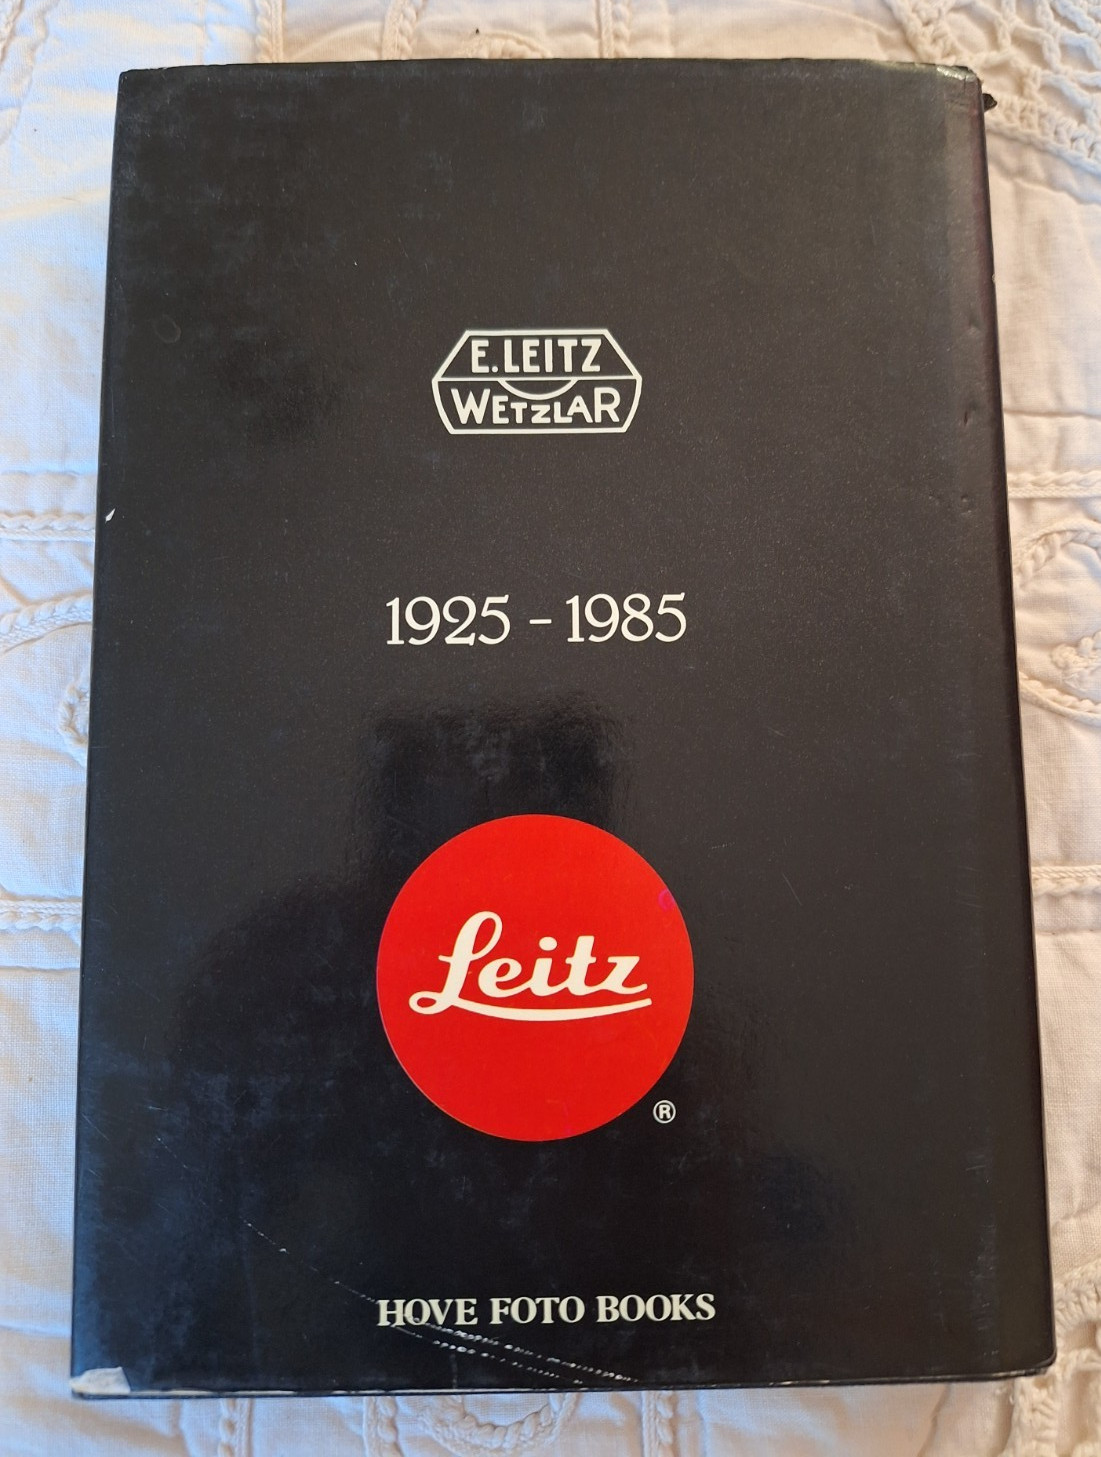 E.LEITZ
WETZLAR
1925 - 1985
Leitz
®
HOVE FOTO BOOKS